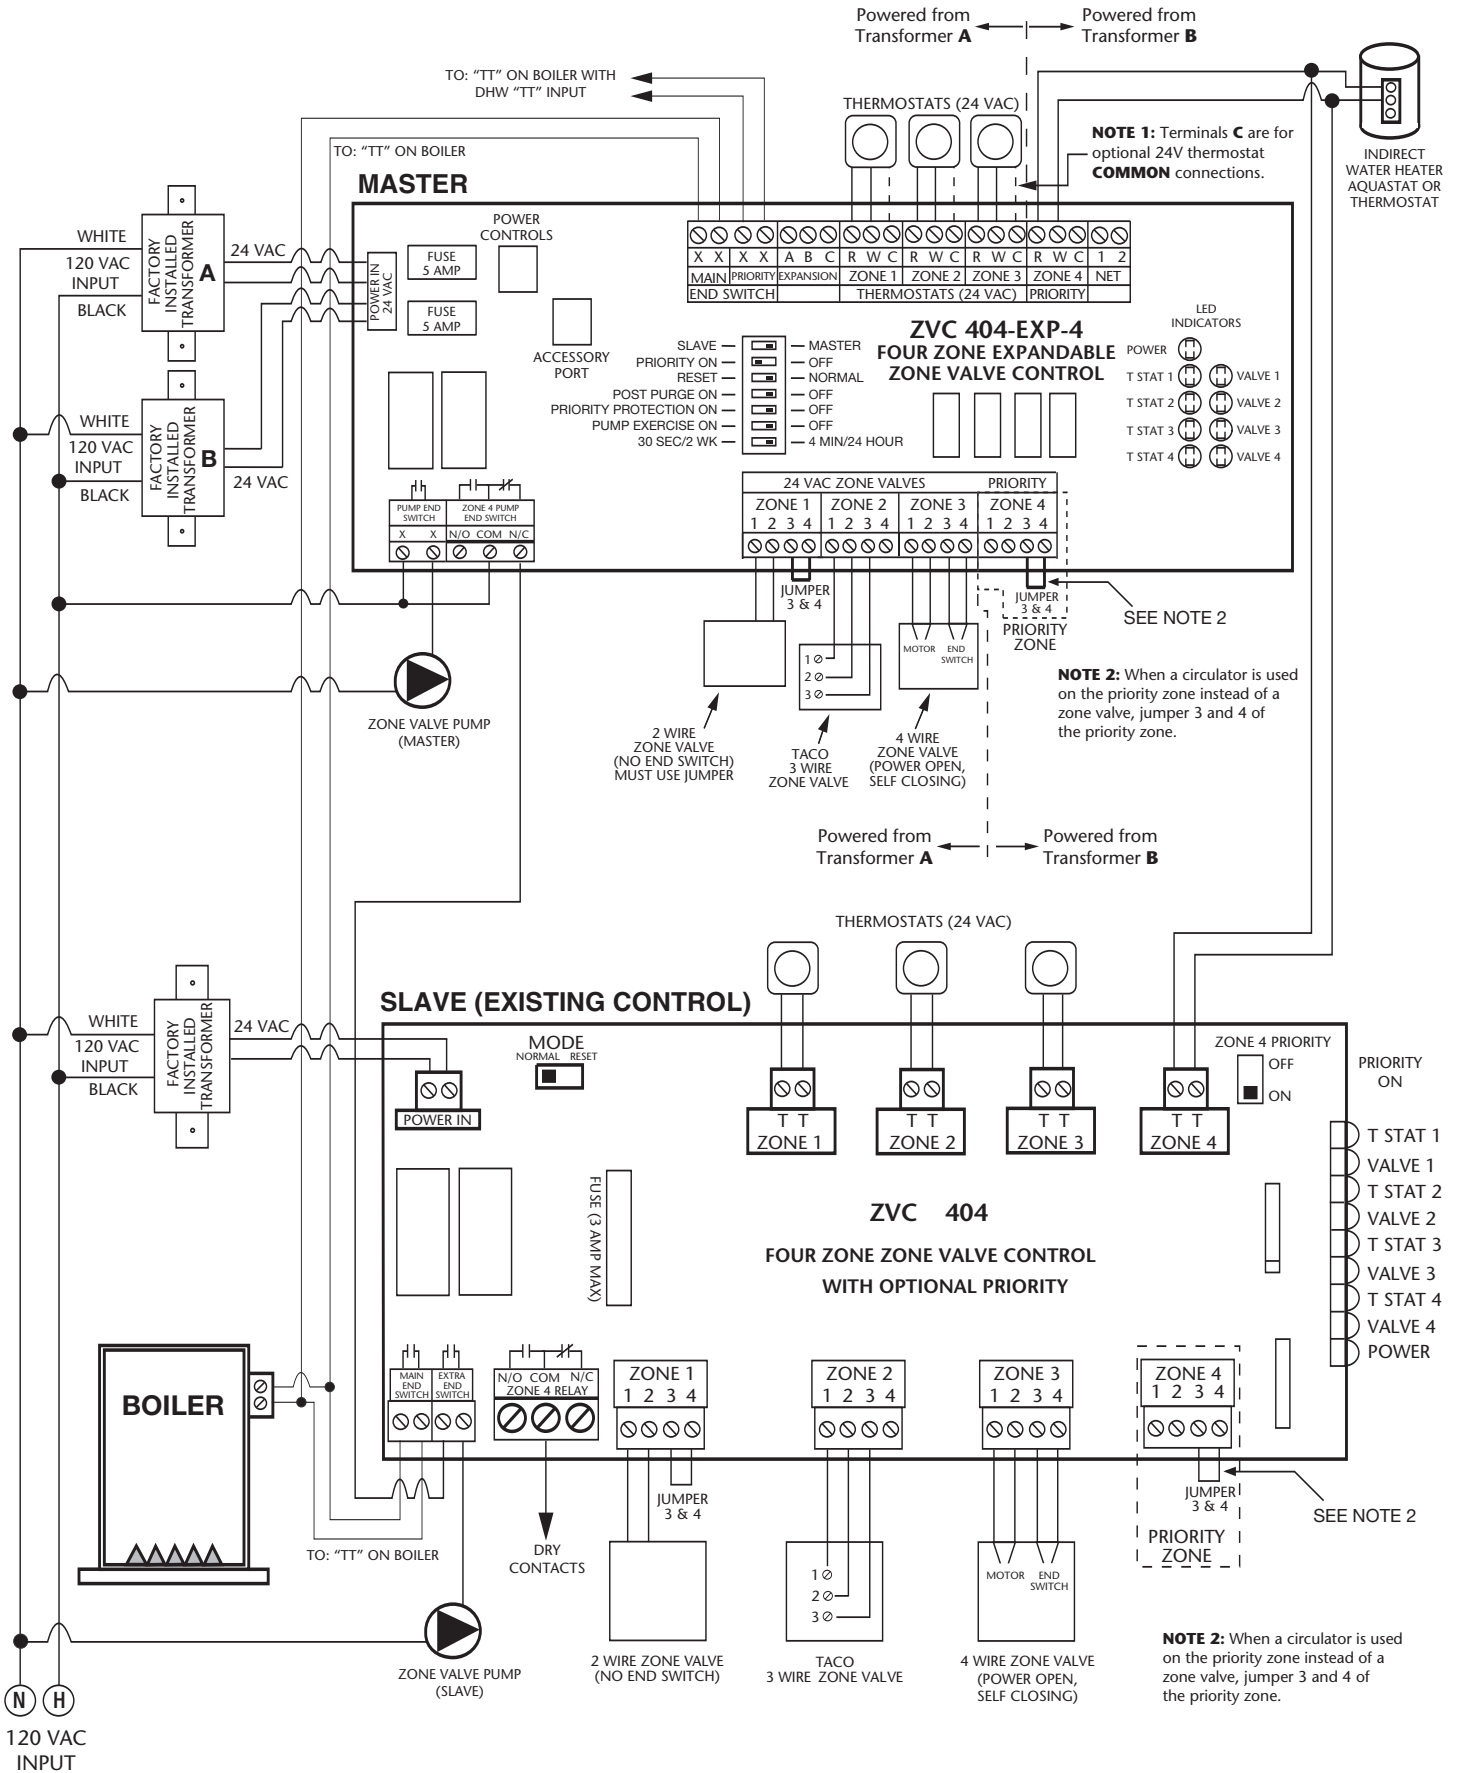 Powered from
Transformer A
Powered from
Transformer B
TO: “TT” ON BOILER WITH
DHW “TT” INPUT
THERMOSTATS (24 VAC)
NOTE 1: Terminals C are for
optional 24V thermostat
COMMON connections.
INDIRECT
WATER HEATER
AQUASTAT OR
THERMOSTAT
TO: “TT” ON BOILER
MASTER
WHITE
120 VAC
INPUT
BLACK
FACTORY
INSTALLED
TRANSFORMER
A
24 VAC
POWER IN
24 VAC
FUSE
5 AMP
FUSE
5 AMP
POWER
CONTROLS
ACCESSORY
PORT
X X X X A B C R W C R W C R W C R W C 1 2
MAIN PRIORITY EXPANSION ZONE 1 ZONE 2 ZONE 3 ZONE 4 NET
END SWITCH THERMOSTATS (24 VAC) PRIORITY
ZVC 404-EXP-4
FOUR ZONE EXPANDABLE
ZONE VALVE CONTROL
LED
INDICATORS
POWER
T STAT 1 VALVE 1
T STAT 2 VALVE 2
T STAT 3 VALVE 3
T STAT 4 VALVE 4
SLAVE MASTER
PRIORITY ON OFF
RESET NORMAL
POST PURGE ON OFF
PRIORITY PROTECTION ON OFF
PUMP EXERCISE ON OFF
30 SEC/2 WK 4 MIN/24 HOUR
WHITE
120 VAC
INPUT
BLACK
FACTORY
INSTALLED
TRANSFORMER
B
24 VAC
PUMP END
SWITCH
X X
ZONE 4 PUMP
END SWITCH
N/O COM N/C
24 VAC ZONE VALVES PRIORITY
ZONE 1 ZONE 2 ZONE 3 ZONE 4
1 2 3 4 1 2 3 4 1 2 3 4 1 2 3 4
JUMPER
3 & 4
JUMPER
3 & 4
PRIORITY
ZONE
SEE NOTE 2
1
2
3
MOTOR
END
SWITCH
ZONE VALVE PUMP
(MASTER)
2 WIRE
ZONE VALVE
(NO END SWITCH)
MUST USE JUMPER
TACO
3 WIRE
ZONE VALVE
4 WIRE
ZONE VALVE
(POWER OPEN,
SELF CLOSING)
NOTE 2: When a circulator is used
on the priority zone instead of a
zone valve, jumper 3 and 4 of
the priority zone.
Powered from
Transformer A
Powered from
Transformer B
THERMOSTATS (24 VAC)
SLAVE (EXISTING CONTROL)
WHITE
120 VAC
INPUT
BLACK
FACTORY
INSTALLED
TRANSFORMER
24 VAC
POWER IN
MODE
NORMAL RESET
T T
ZONE 1
T T
ZONE 2
T T
ZONE 3
T T
ZONE 4
ZONE 4 PRIORITY
OFF
ON
PRIORITY
ON
T STAT 1
VALVE 1
T STAT 2
VALVE 2
T STAT 3
VALVE 3
T STAT 4
VALVE 4
POWER
FUSE (3 AMP MAX)
ZVC 404
FOUR ZONE ZONE VALVE CONTROL
WITH OPTIONAL PRIORITY
BOILER
MAIN
END
SWITCH
EXTRA
END
SWITCH
N/O COM N/C
ZONE 4 RELAY
ZONE 1
1 2 3 4
ZONE 2
1 2 3 4
ZONE 3
1 2 3 4
ZONE 4
1 2 3 4
JUMPER
3 & 4
JUMPER
3 & 4
PRIORITY
ZONE
SEE NOTE 2
TO: “TT” ON BOILER
DRY
CONTACTS
1
2
3
MOTOR
END
SWITCH
ZONE VALVE PUMP
(SLAVE)
2 WIRE ZONE VALVE
(NO END SWITCH)
TACO
3 WIRE ZONE VALVE
4 WIRE ZONE VALVE
(POWER OPEN,
SELF CLOSING)
NOTE 2: When a circulator is used
on the priority zone instead of a
zone valve, jumper 3 and 4 of
the priority zone.
N H
120 VAC
INPUT